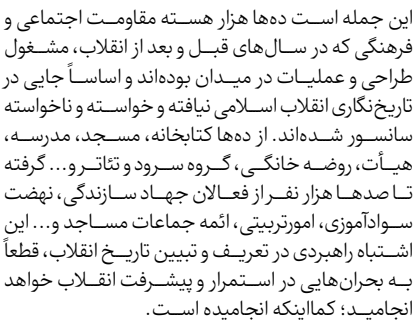 این جمله است ده‌ها هزار هسته مقاومت اجتماعی و
فرهنگی که در سال‌های قبل و بعد از انقلاب، مشغول
طراحی و عملیات در میدان بوده‌اند و اساساً جایی در
تاریخ‌نگاری انقلاب اسلامی نیافته و خواسته و ناخواسته
سانسور شده‌اند. از ده‌ها کتابخانه، مسجد، مدرسه،
هیـأت، روضه خانگی، گروه سرود و تئاتر و... گرفته
تا صدها هزار نفر از فعالان جهاد سازندگی، نهضت
سوادآموزی، امورتربیتی، ائمه جماعات مساجد و... این
اشتباه راهبردی در تعریف و تبیین تاریخ انقلاب، قطعاً
به بحران‌هایی در استمرار و پیشرفت انقلاب خواهد
انجامید؛ کمااینکه انجامیده است.